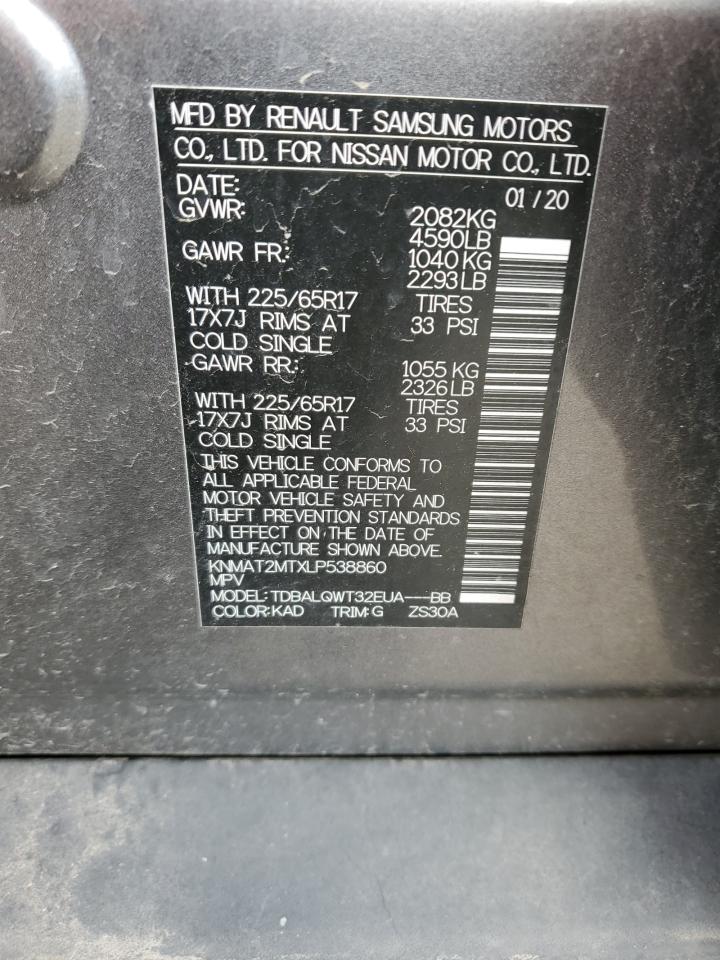 MFD BY RENAULT SAMSUNG MOTORS
CO., LTD. FOR NISSAN MOTOR CO., LTD.
DATE: 01 / 20
GVWR: 2082KG
4590LB
GAWR FR.: 1040 KG
2293 LB
WITH 225/65R17 TIRES
17X7J RIMS AT 33 PSI
COLD SINGLE
GAWR RR.: 1055 KG
2326 LB
WITH 225/65R17 TIRES
17X7J RIMS AT 33 PSI
COLD SINGLE
THIS VEHICLE CONFORMS TO
ALL APPLICABLE FEDERAL
MOTOR VEHICLE SAFETY AND
THEFT PREVENTION STANDARDS
IN EFFECT ON THE DATE OF
MANUFACTURE SHOWN ABOVE.
KNMAT2MTXLP538860
MPV
MODEL: TDBALQWT32EUA---BB
COLOR: KAD TRIM: G ZS30A